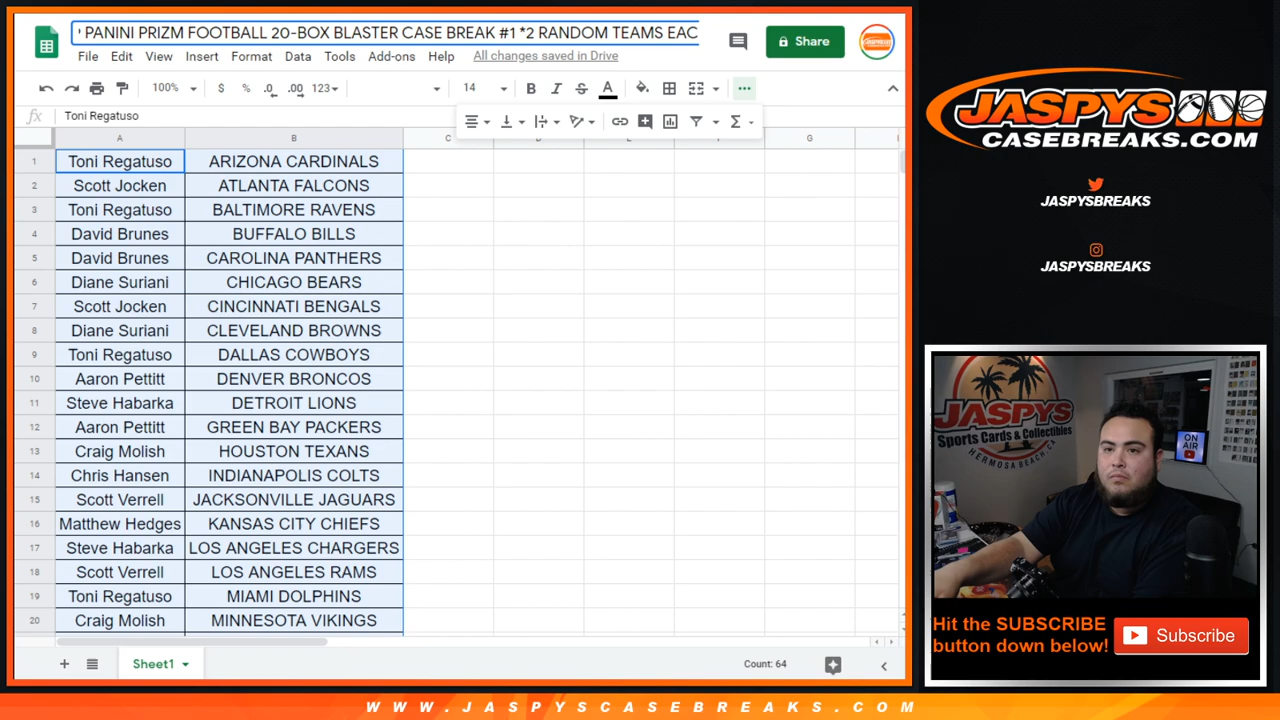 ' PANINI PRIZM FOOTBALL 20-BOX BLASTER CASE BREAK #1 *2 RANDOM TEAMS EAC
File Edit View Insert Format Data Tools Add-ons Help All changes saved in Drive
Share
100% $ % .0 .00 123 14 B I S A
fx Toni Regatuso
A B C D E F G
1 Toni Regatuso ARIZONA CARDINALS
2 Scott Jocken ATLANTA FALCONS
3 Toni Regatuso BALTIMORE RAVENS
4 David Brunes BUFFALO BILLS
5 David Brunes CAROLINA PANTHERS
6 Diane Suriani CHICAGO BEARS
7 Scott Jocken CINCINNATI BENGALS
8 Diane Suriani CLEVELAND BROWNS
9 Toni Regatuso DALLAS COWBOYS
10 Aaron Pettitt DENVER BRONCOS
11 Steve Habarka DETROIT LIONS
12 Aaron Pettitt GREEN BAY PACKERS
13 Craig Molish HOUSTON TEXANS
14 Chris Hansen INDIANAPOLIS COLTS
15 Scott Verrell JACKSONVILLE JAGUARS
16 Matthew Hedges KANSAS CITY CHIEFS
17 Steve Habarka LOS ANGELES CHARGERS
18 Scott Verrell LOS ANGELES RAMS
19 Toni Regatuso MIAMI DOLPHINS
20 Craig Molish MINNESOTA VIKINGS
Sheet1
Count: 64
JASPYS
CASEBREAKS.COM
JASPYSBREAKS
JASPYSBREAKS
JASPYS
Sports Cards & Collectibles
HERMOSA BEACH, CA
ON
AIR
Hit the SUBSCRIBE
button down below!
Subscribe
WWW.JASPYSCASEBREAKS.COM